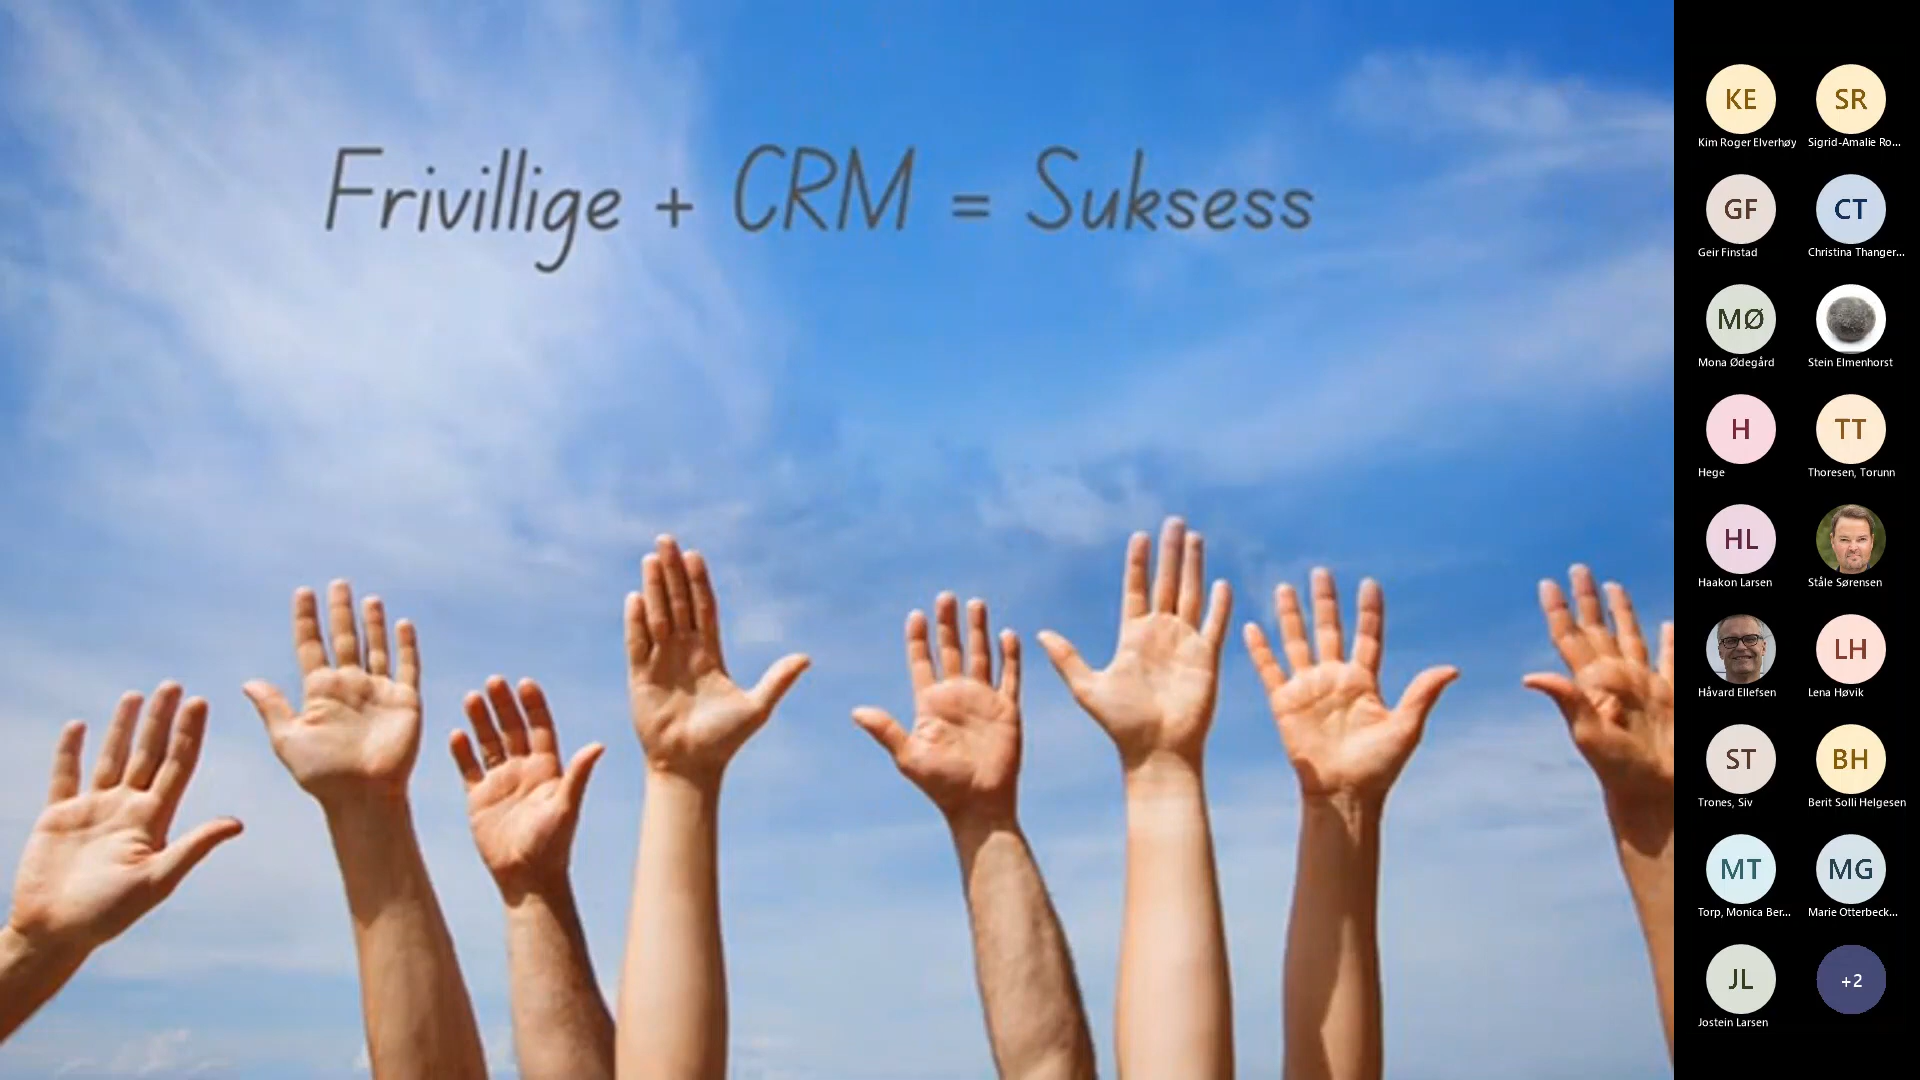 Frivillige + CRM = Suksess
KE
Kim Roger Elverhøy
SR
Sigrid-Amalie Ro...
GF
Geir Finstad
CT
Christina Thanger...
MØ
Mona Ødegård
Stein Elmenhorst
H
Hege
TT
Thoresen, Torunn
HL
Haakon Larsen
Ståle Sørensen
Håvard Ellefsen
LH
Lena Høvik
ST
Trones, Siv
BH
Berit Solli Helgesen
MT
Torp, Monica Ber...
MG
Marie Otterbeck...
JL
Jostein Larsen
+2